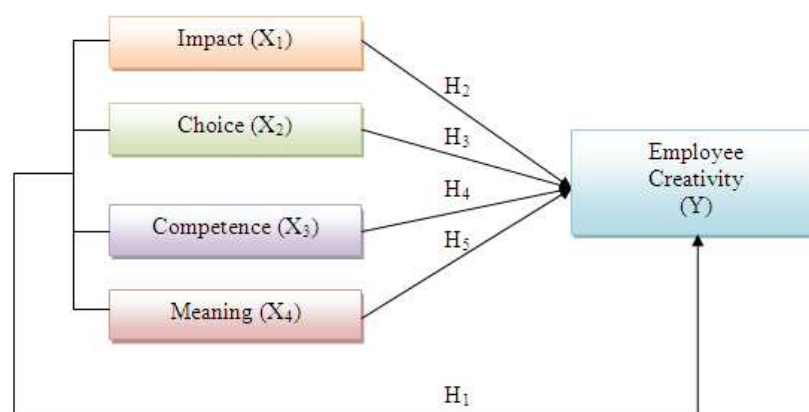 Impact (X₁)
H₂
Choice (X₂)
H₃
Employee
Creativity
(Y)
H₄
Competence (X₃)
H₅
Meaning (X₄)
H₁